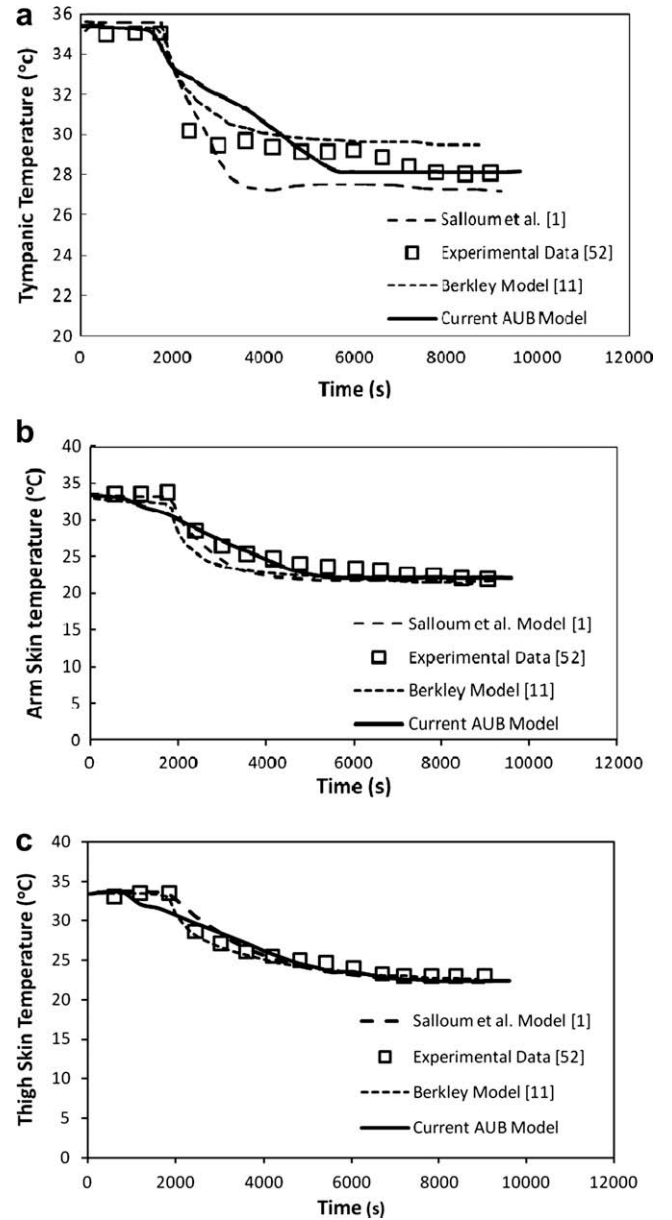 a
36
34
32
30
28
26
24
22
20
Tympanic Temperature (°c)
0 2000 4000 6000 8000 10000 12000
Time (s)
Salloum et al. [1]
Experimental Data [52]
Berkley Model [11]
Current AUB Model
b
40
35
30
25
20
15
10
5
0
Arm Skin temperature (°C)
0 2000 4000 6000 8000 10000 12000
Time (s)
Salloum et al. Model [1]
Experimental Data [52]
Berkley Model [11]
Current AUB Model
c
40
35
30
25
20
15
10
5
0
Thigh Skin Temperature (°C)
0 2000 4000 6000 8000 10000 12000
Time (s)
Salloum et al. Model [1]
Experimental Data [52]
Berkley Model [11]
Current AUB Model